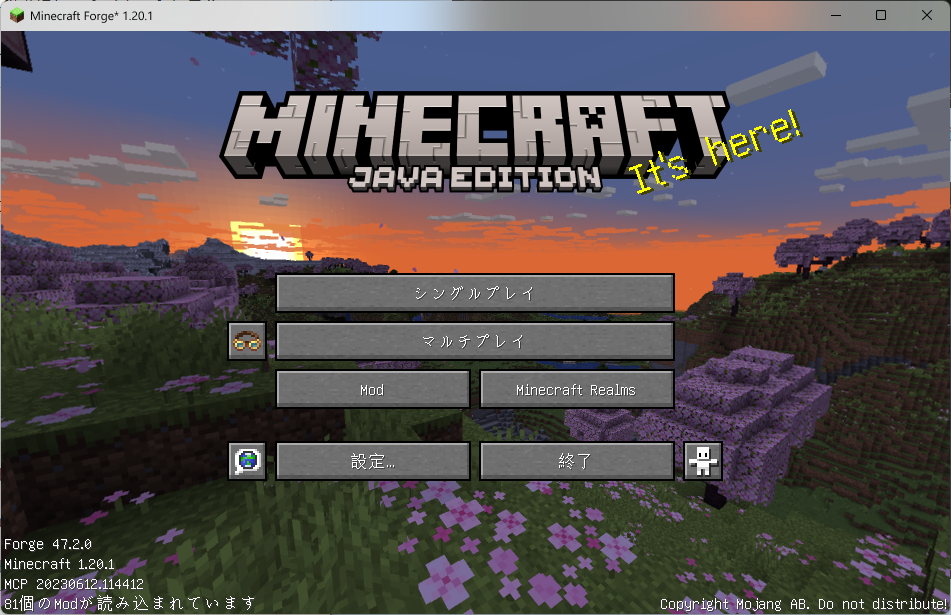 Minecraft Forge* 1.20.1
MINECRAFT
JAVA EDITION
It's here!
シングルプレイ
マルチプレイ
Mod
Minecraft Realms
設定...
終了
Forge 47.2.0
Minecraft 1.20.1
MCP 20230612.114412
81個のModが読み込まれています
Copyright Mojang AB. Do not distribute!